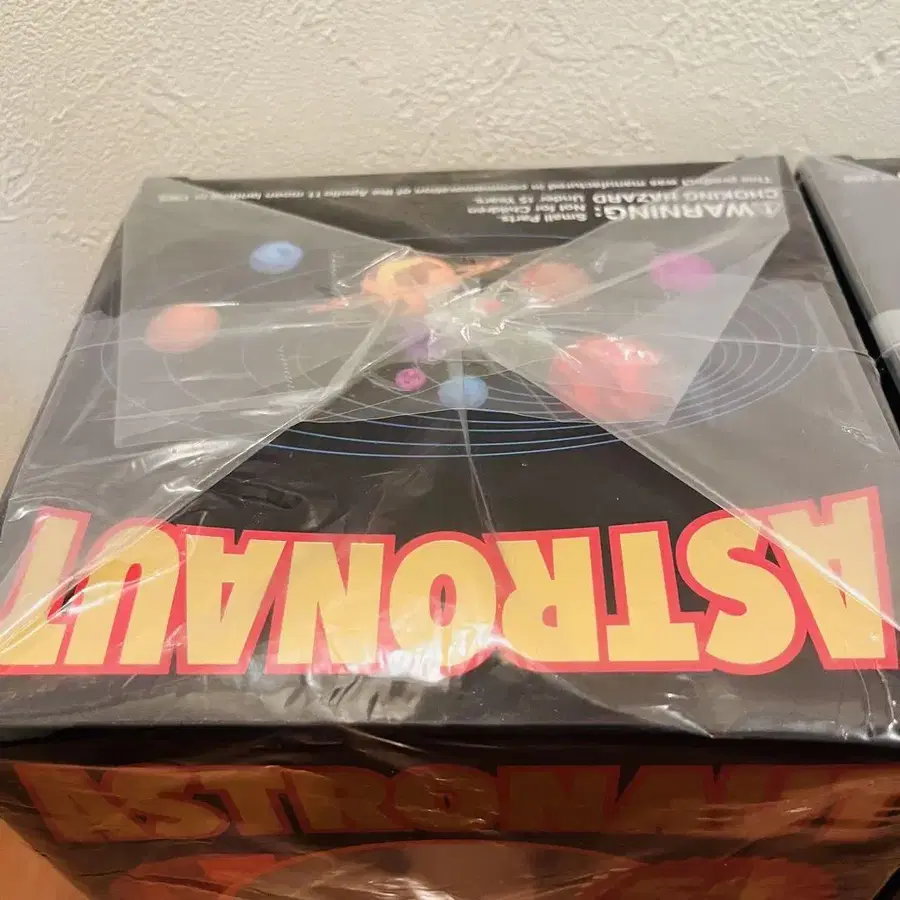 ASTRONAUT
⚠WARNING:
CHOKING HAZARD
Small Parts.
Not for Children
Under 15 Years.
This product was manufactured in commemoration of the Apollo 11 moon landing in 1969
ASTRONAUT